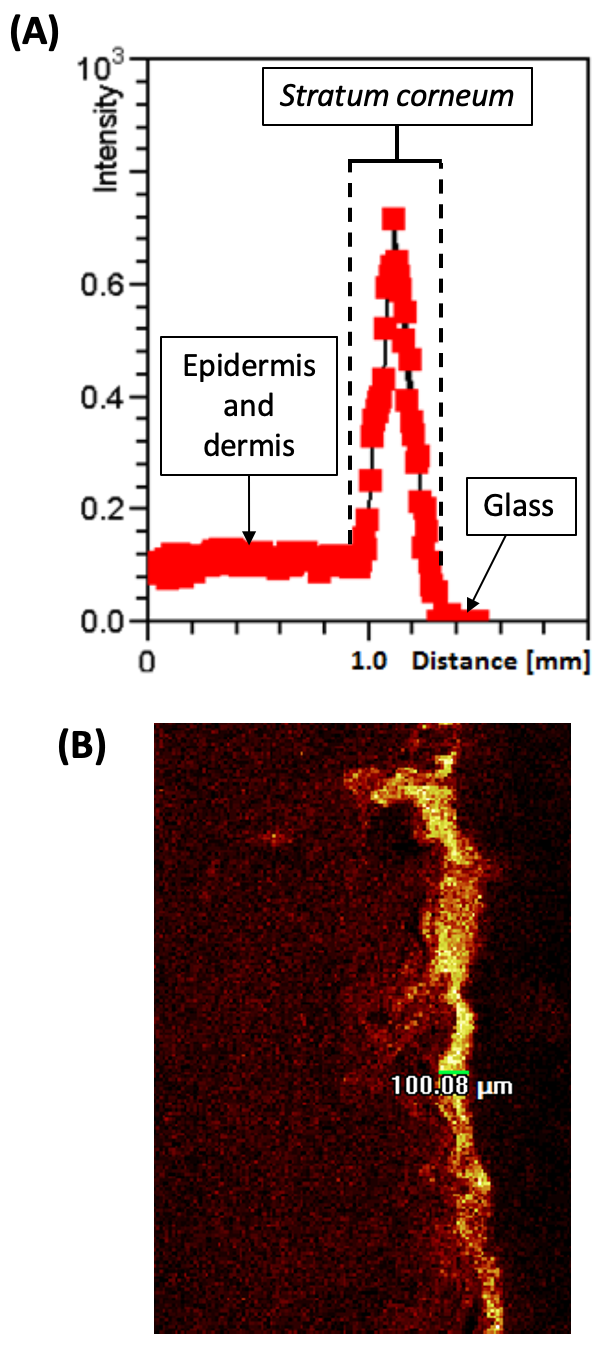 (A)
10³
Intensity
Stratum corneum
0.6
Epidermis
and
dermis
0.4
0.2
Glass
0.0
0
1.0
Distance [mm]
(B)
100.08 µm